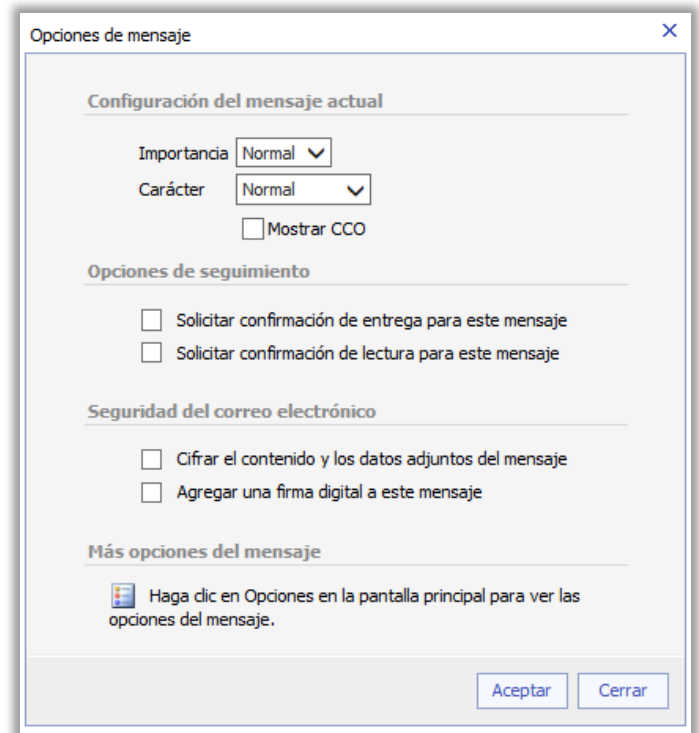 Opciones de mensaje
Configuración del mensaje actual
Importancia Normal
Carácter Normal
Mostrar CCO
Opciones de seguimiento
Solicitar confirmación de entrega para este mensaje
Solicitar confirmación de lectura para este mensaje
Seguridad del correo electrónico
Cifrar el contenido y los datos adjuntos del mensaje
Agregar una firma digital a este mensaje
Más opciones del mensaje
Haga clic en Opciones en la pantalla principal para ver las
opciones del mensaje.
Aceptar Cerrar